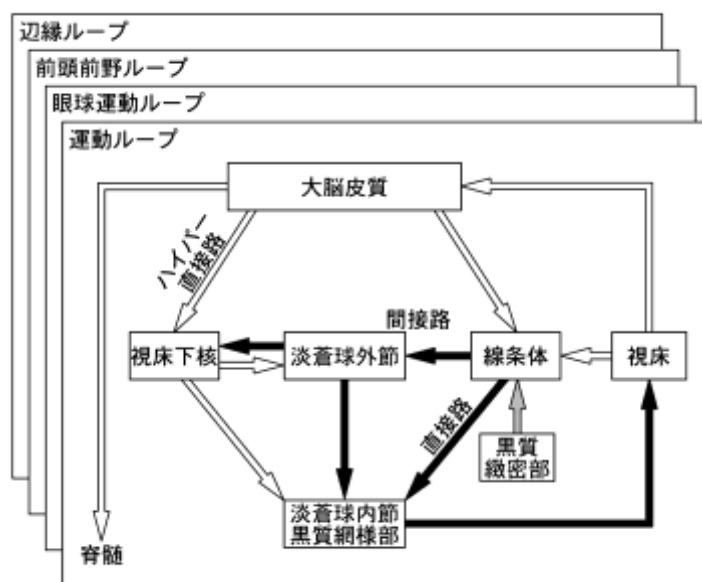 辺縁ループ
前頭前野ループ
眼球運動ループ
運動ループ
大脳皮質
ハイパー
直接路
間接路
視床下核
淡蒼球外節
線条体
視床
直接路
黒質
緻密部
淡蒼球内節
黒質網様部
脊髄